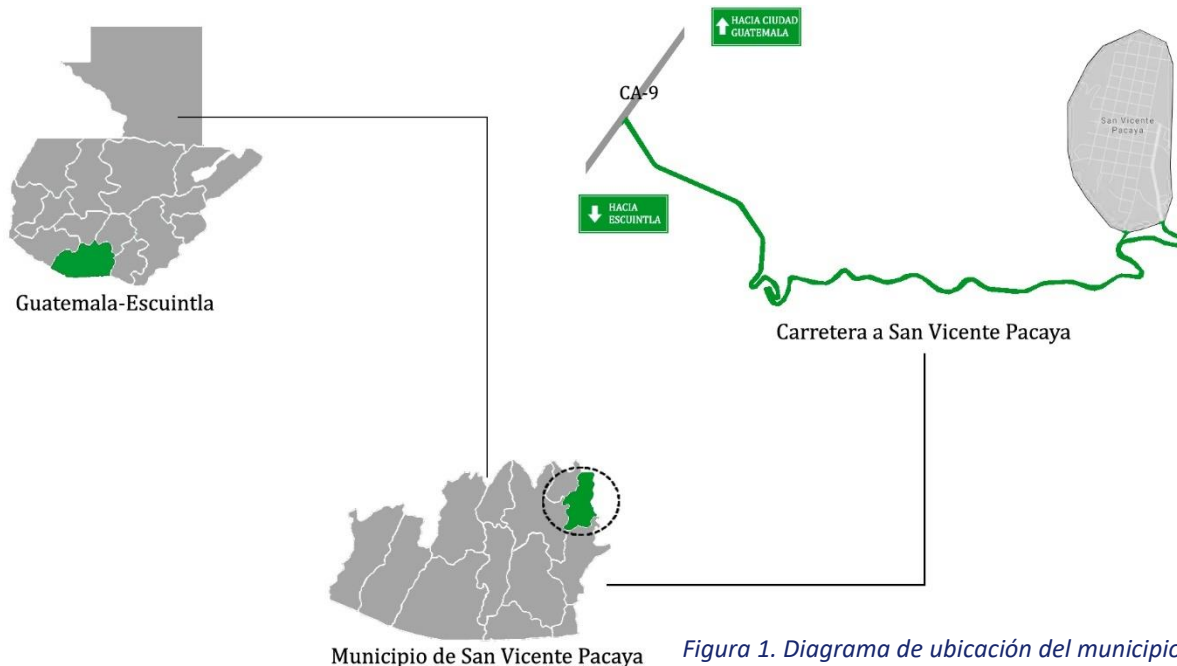 HACIA CIUDAD
GUATEMALA
CA-9
San Vicente
Pacaya
HACIA
ESCUINTLA
Guatemala-Escuintla
Carretera a San Vicente Pacaya
Municipio de San Vicente Pacaya
Figura 1. Diagrama de ubicación del municipio